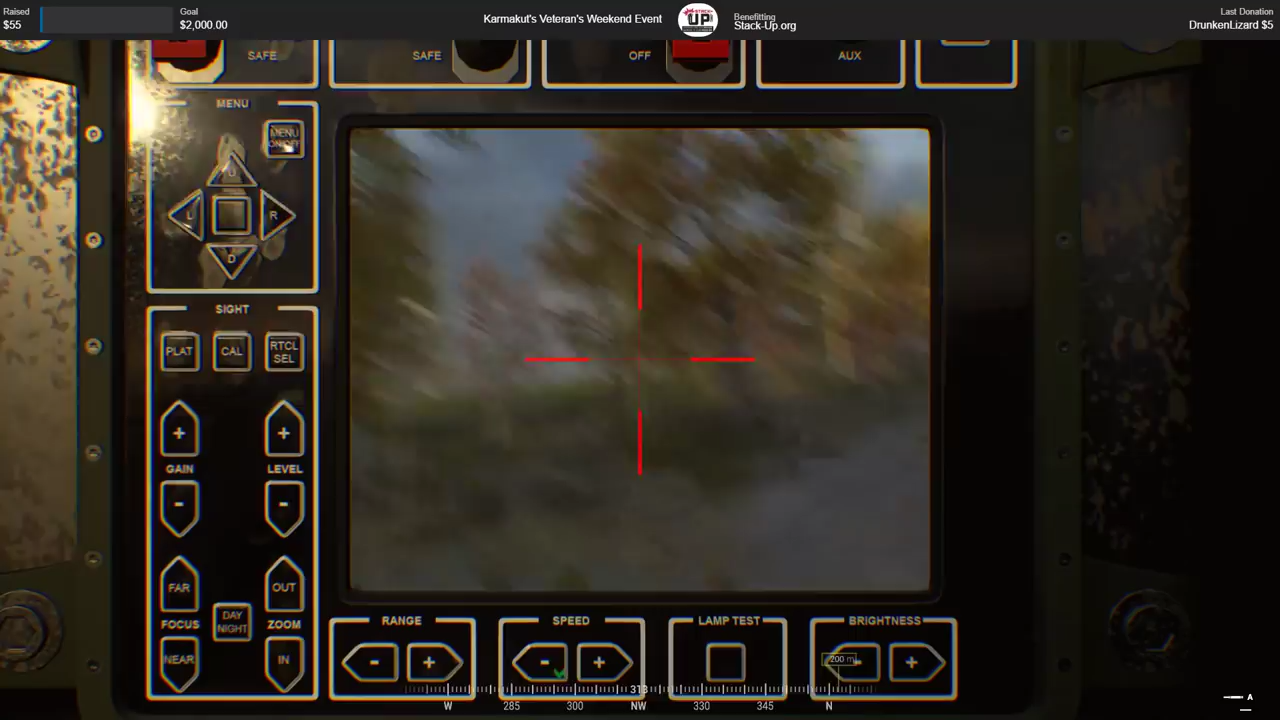 Raised
$55
Goal
$2,000.00
Karmakut's Veteran's Weekend Event
STACK
UP
Benefitting
Stack-Up.org
Last Donation
DrunkenLizard $5
SAFE
SAFE
OFF
AUX
MENU
MENU
ON/OFF
U
L
R
D
SIGHT
PLAT
CAL
RTCL
SEL
+
+
GAIN
LEVEL
-
-
FAR
OUT
FOCUS
DAY
NIGHT
ZOOM
NEAR
IN
RANGE
SPEED
LAMP TEST
BRIGHTNESS
- +
- +
- +
200 m
313
W 285 300 NW 330 345 N
A